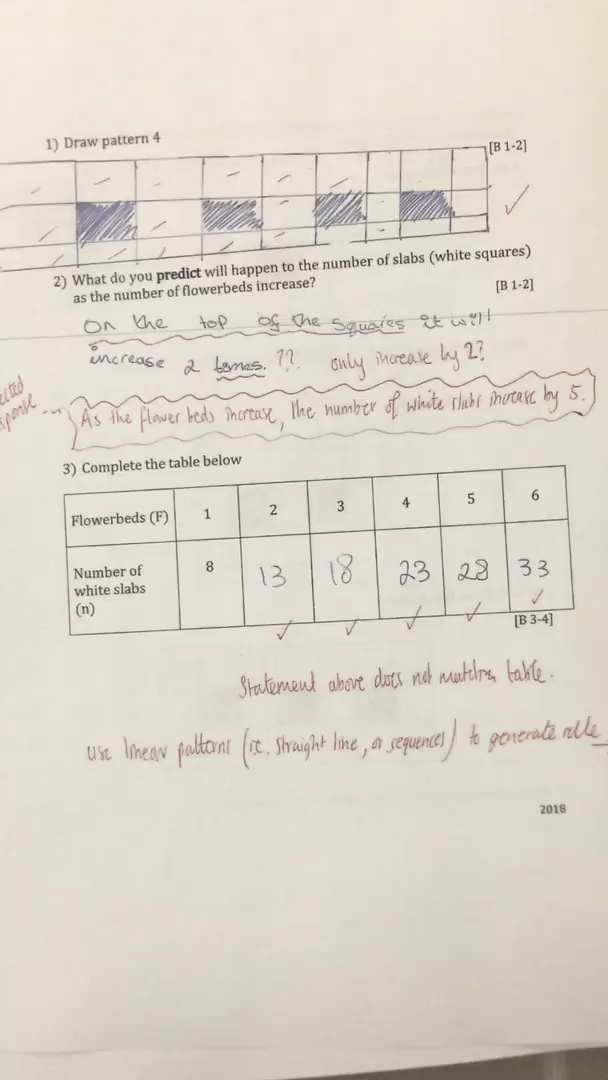 1) Draw pattern 4
[B 1-2]
2) What do you predict will happen to the number of slabs (white squares)
as the number of flowerbeds increase?
[B 1-2]
On the top of the squares it will
increase 2 temes. ?? only increase by 2?
As the flower beds increase, the number of white slabs increase by 5.
3) Complete the table below
Flowerbeds (F) 1 2 3 4 5 6
Number of
white slabs
(n)
8 13 18 23 28 33
[B 3-4]
Statement above does not table.
use linear patterns (i.e. straight line, or sequences) to generate
2018